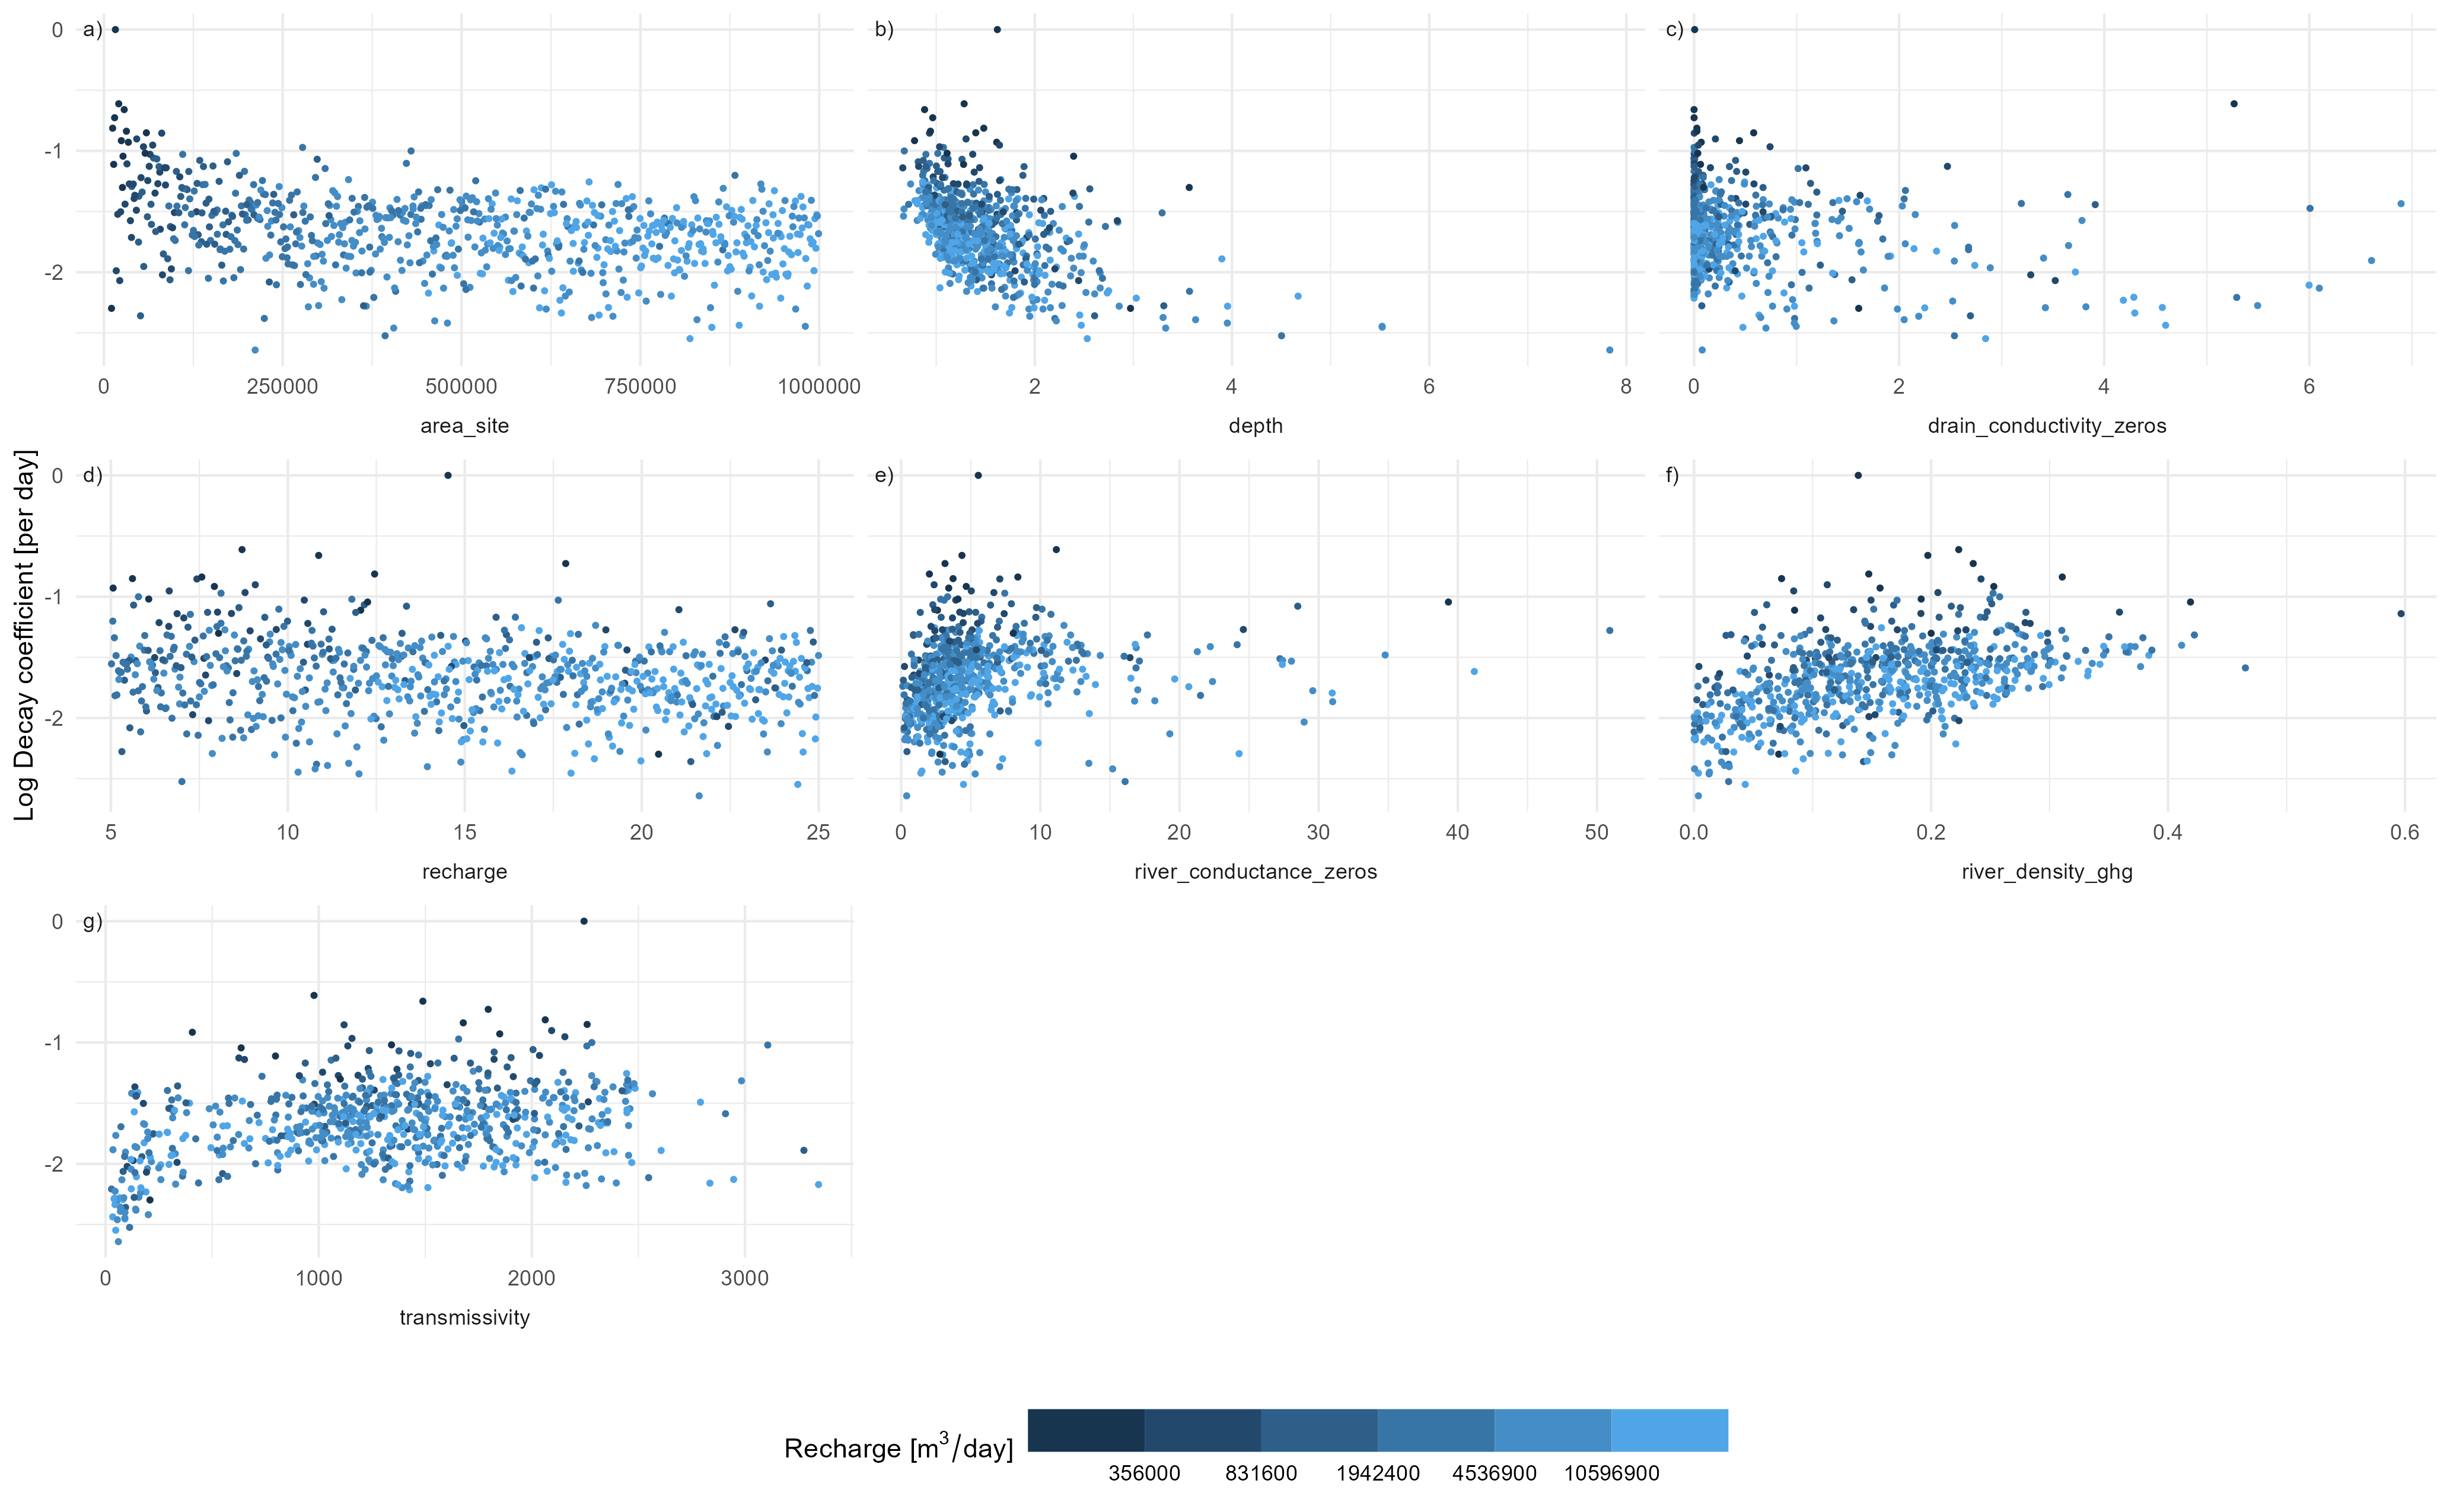 a) b) c)
0
-1
-2
0 250000 500000 750000 1000000 2 4 6 8 0 2 4 6
area_site depth drain_conductivity_zeros
Log Decay coefficient [per day]
d) e) f)
0
-1
-2
5 10 15 20 25 0 10 20 30 40 50 0.0 0.2 0.4 0.6
recharge river_conductance_zeros river_density_ghg
g)
0
-1
-2
0 1000 2000 3000
transmissivity
Recharge [m³/day]
356000 831600 1942400 4536900 10596900